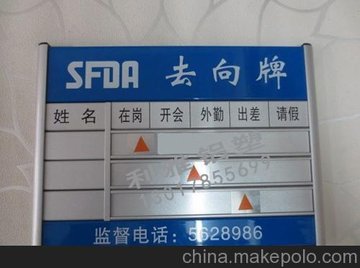 SFDA 去向牌
姓名 在岗 开会 外勤 出差 请假
13017855699
监督电话：5628986
china.makepolo.com